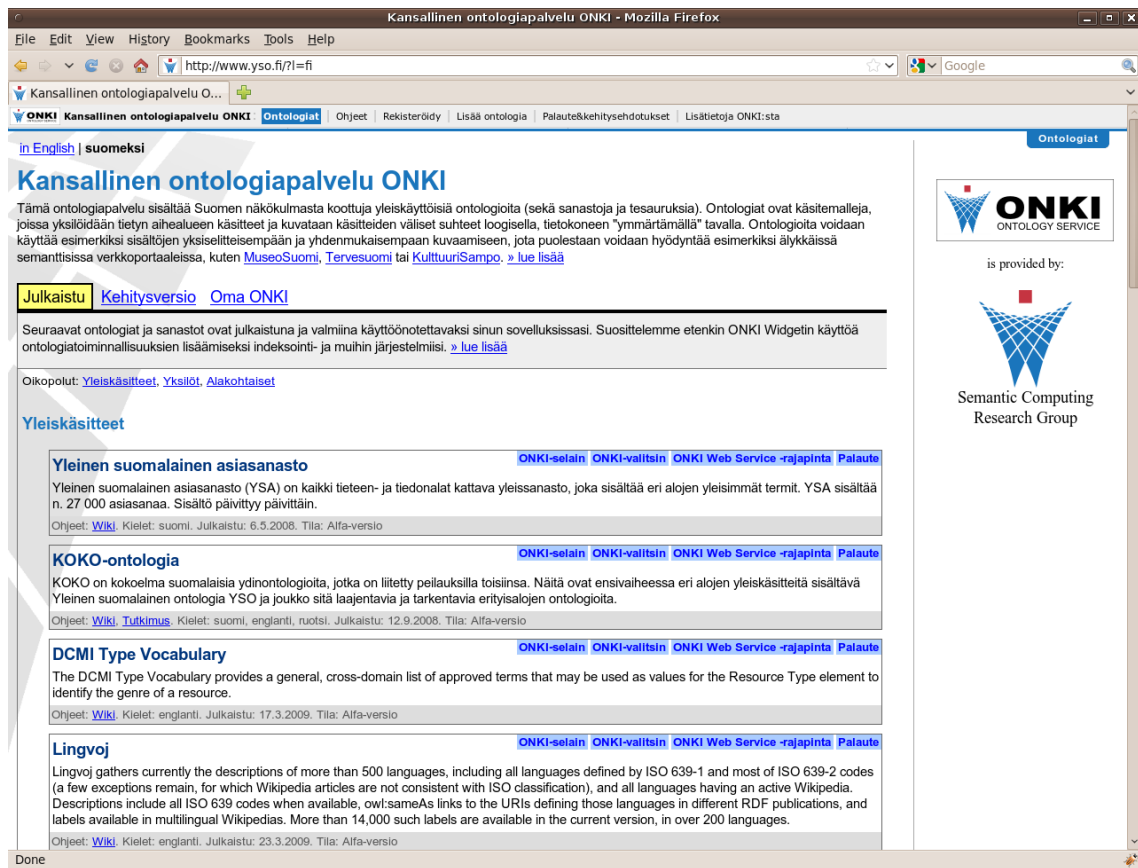 Kansallinen ontologiapalvelu ONKI - Mozilla Firefox
File Edit View History Bookmarks Tools Help
http://www.yso.fi/?l=fi
Google
Kansallinen ontologiapalvelu O...
ONKI Kansallinen ontologiapalvelu ONKI: Ontologiat | Ohjeet | Rekisteröidy | Lisää ontologia | Palaute&kehitysehdotukset | Lisätietoja ONKI:sta
Ontologiat
in English | suomeksi
Kansallinen ontologiapalvelu ONKI
Tämä ontologiapalvelu sisältää Suomen näkökulmasta koottuja yleiskäyttöisiä ontologioita (sekä sanastoja ja tesauruksia). Ontologiat ovat käsitemalleja,
joissa yksilöidään tietyn aihealueen käsitteet ja kuvataan käsitteiden väliset suhteet loogisella, tietokoneen "ymmärtämällä" tavalla. Ontologioita voidaan
käyttää esimerkiksi sisältöjen yksiselitteisempään ja yhdenmukaisempaan kuvaamiseen, jota puolestaan voidaan hyödyntää esimerkiksi älykkäissä
semanttisissa verkkoportaaleissa, kuten MuseoSuomi, Tervesuomi tai KulttuuriSampo. » lue lisää
Julkaistu Kehitysversio Oma ONKI
Seuraavat ontologiat ja sanastot ovat julkaistuna ja valmiina käyttöönotettavaksi sinun sovelluksissasi. Suosittelemme etenkin ONKI Widgetin käyttöä
ontologiatoiminnallisuuksien lisäämiseksi indeksointi- ja muihin järjestelmiisi. » lue lisää
Oikopolut: Yleiskäsitteet, Yksilöt, Alakohtaiset
Yleiskäsitteet
Yleinen suomalainen asiasanasto
ONKI-selain ONKI-valitsin ONKI Web Service -rajapinta Palaute
Yleinen suomalainen asiasanasto (YSA) on kaikki tieteen- ja tiedonalat kattava yleissanasto, joka sisältää eri alojen yleisimmät termit. YSA sisältää
n. 27 000 asiasanaa. Sisältö päivittyy päivittäin.
Ohjeet: Wiki. Kielet: suomi. Julkaistu: 6.5.2008. Tila: Alfa-versio
KOKO-ontologia
ONKI-selain ONKI-valitsin ONKI Web Service -rajapinta Palaute
KOKO on kokoelma suomalaisia ydinontologioita, jotka on liitetty peilauksilla toisiinsa. Näitä ovat ensivaiheessa eri alojen yleiskäsitteitä sisältävä
Yleinen suomalainen ontologia YSO ja joukko sitä laajentavia ja tarkentavia erityisalojen ontologioita.
Ohjeet: Wiki, Tutkimus. Kielet: suomi, englanti, ruotsi. Julkaistu: 12.9.2008. Tila: Alfa-versio
DCMI Type Vocabulary
ONKI-selain ONKI-valitsin ONKI Web Service -rajapinta Palaute
The DCMI Type Vocabulary provides a general, cross-domain list of approved terms that may be used as values for the Resource Type element to
identify the genre of a resource.
Ohjeet: Wiki. Kielet: englanti. Julkaistu: 17.3.2009. Tila: Alfa-versio
Lingvoj
ONKI-selain ONKI-valitsin ONKI Web Service -rajapinta Palaute
Lingvoj gathers currently the descriptions of more than 500 languages, including all languages defined by ISO 639-1 and most of ISO 639-2 codes
(a few exceptions remain, for which Wikipedia articles are not consistent with ISO classification), and all languages having an active Wikipedia.
Descriptions include all ISO 639 codes when available, owl:sameAs links to the URIs defining those languages in different RDF publications, and
labels available in multilingual Wikipedias. More than 14,000 such labels are available in the current version, in over 200 languages.
Ohjeet: Wiki. Kielet: englanti. Julkaistu: 23.3.2009. Tila: Alfa-versio
ONKI
ONTOLOGY SERVICE
is provided by:
Semantic Computing
Research Group
Done